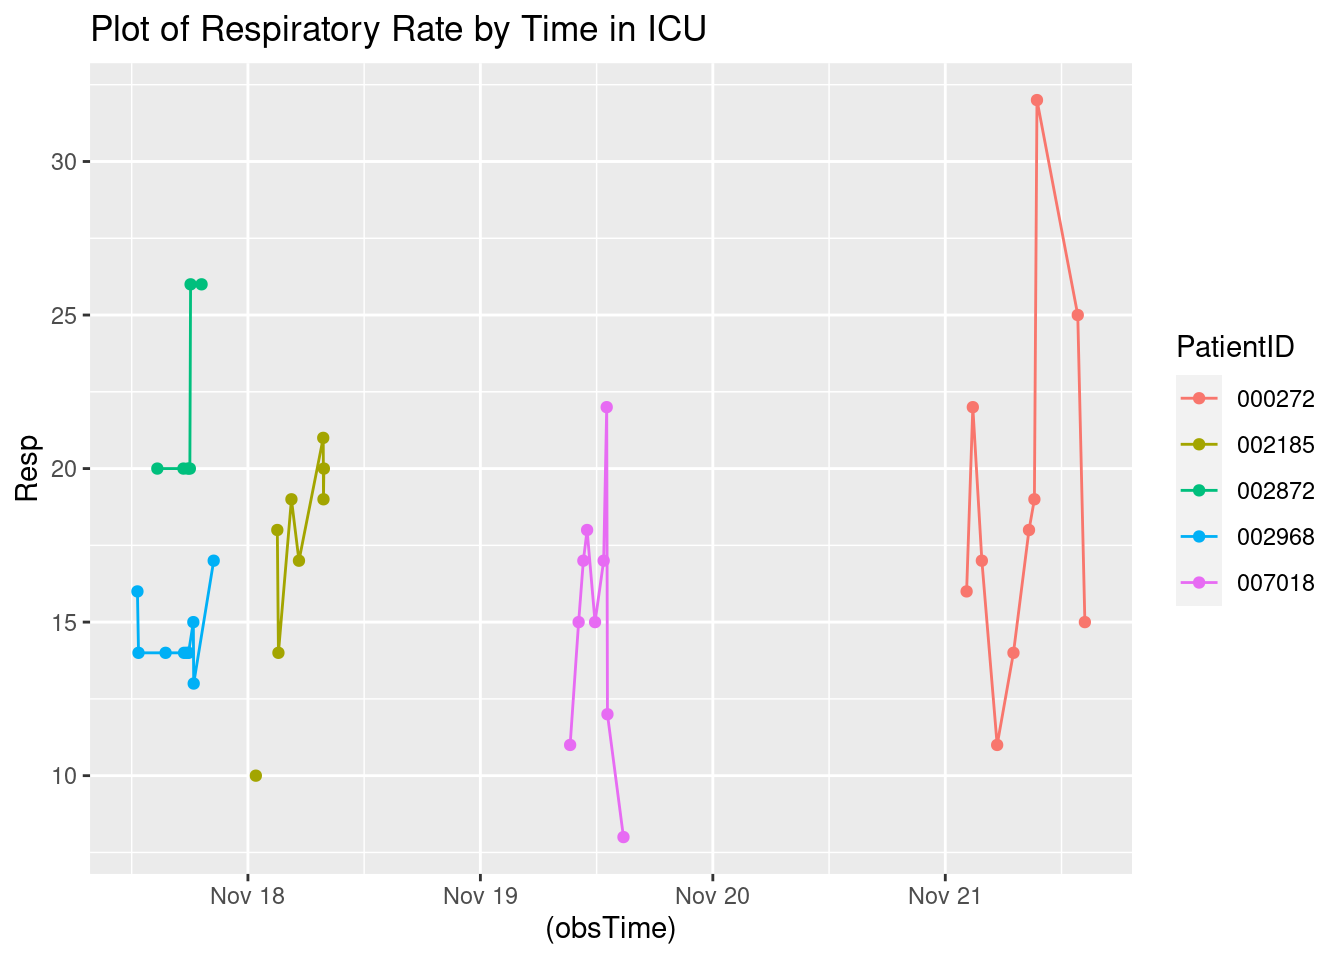 Plot of Respiratory Rate by Time in ICU
Resp
30
25
20
15
10
Nov 18
Nov 19
Nov 20
Nov 21
(obsTime)
PatientID
000272
002185
002872
002968
007018